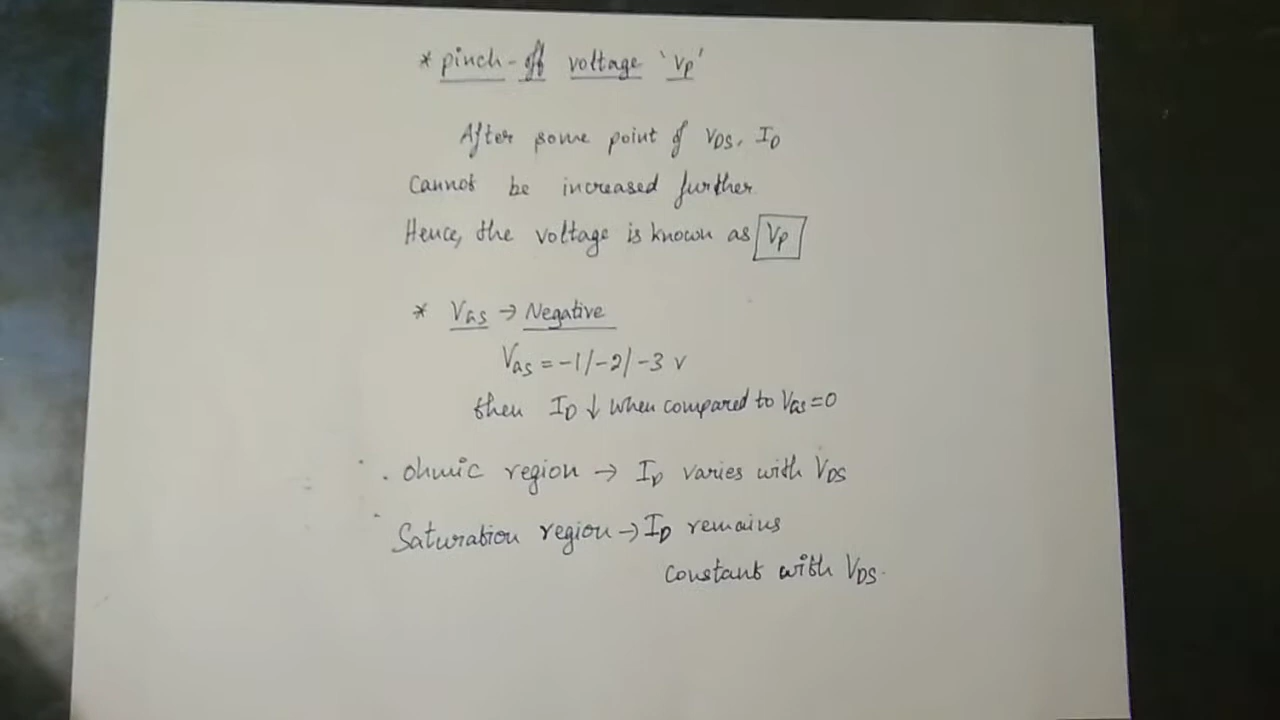 * pinch-off voltage 'Vp'
After some point of VDS, ID
cannot be increased further
Hence, the voltage is known as Vp
* VGS → Negative
VGS = -1/-2/-3 V
then ID ↓ when compared to VGS=0
. ohmic region → ID varies with VDS
Saturation region → ID remains
constant with VDS.